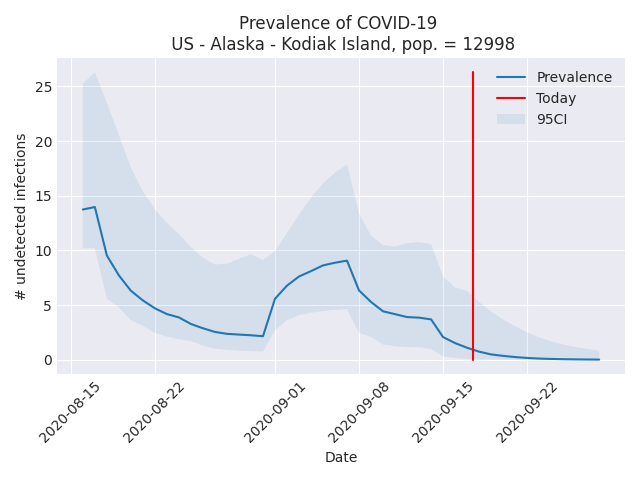 Prevalence of COVID-19
US - Alaska - Kodiak Island, pop. = 12998
Prevalence
Today
95CI
# undetected infections
25
20
15
10
5
0
2020-08-15
2020-08-22
2020-09-01
2020-09-08
2020-09-15
2020-09-22
Date